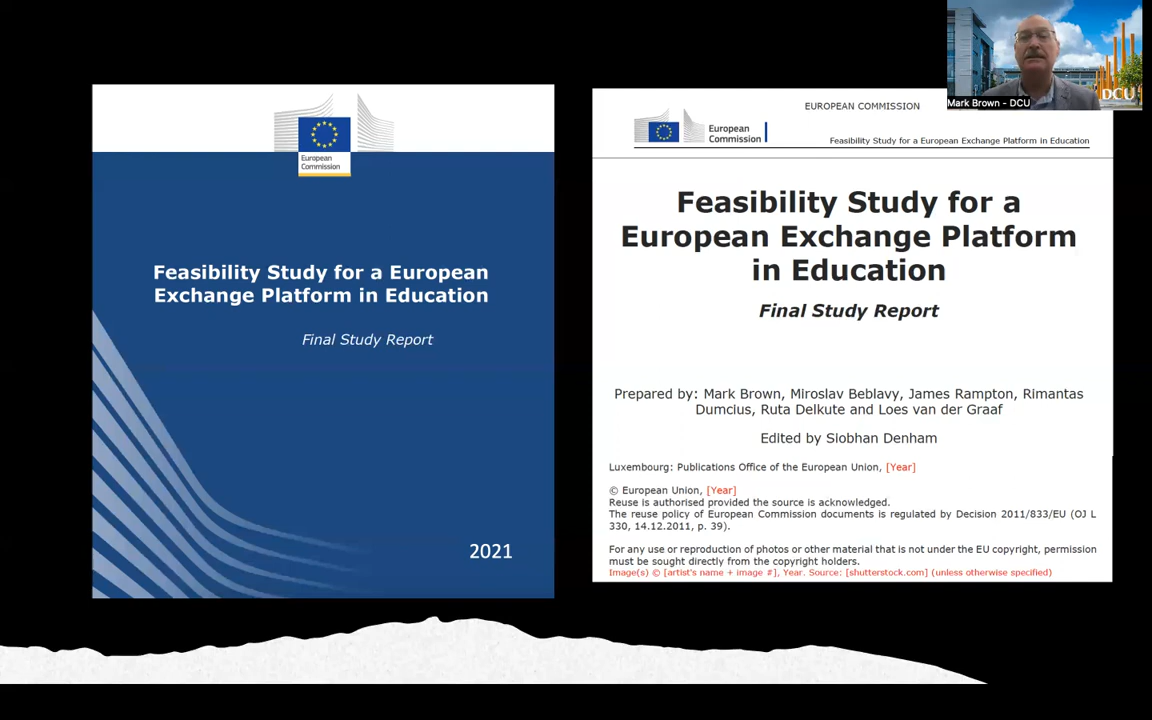 European
Commission
Feasibility Study for a European
Exchange Platform in Education
Final Study Report
2021
EUROPEAN COMMISSION
European
Commission
Feasibility Study for a European Exchange Platform in Education
Feasibility Study for a
European Exchange Platform
in Education
Final Study Report
Prepared by: Mark Brown, Miroslav Beblavy, James Rampton, Rimantas
Dumcius, Ruta Delkute and Loes van der Graaf
Edited by Siobhan Denham
Luxembourg: Publications Office of the European Union, [Year]
© European Union, [Year]
Reuse is authorised provided the source is acknowledged.
The reuse policy of European Commission documents is regulated by Decision 2011/833/EU (OJ L
330, 14.12.2011, p. 39).
For any use or reproduction of photos or other material that is not under the EU copyright, permission
must be sought directly from the copyright holders.
Image(s) © [artist's name + image #], Year. Source: [shutterstock.com] (unless otherwise specified)
DCU
Mark Brown - DCU